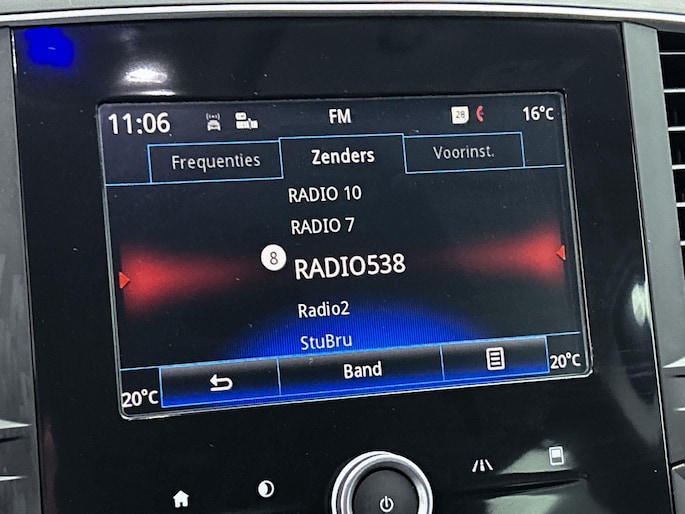 11:06 FM 28 16°C
Frequenties Zenders Voorinst.
RADIO 10
RADIO 7
8 RADIO538
Radio2
StuBru
20°C Band 20°C